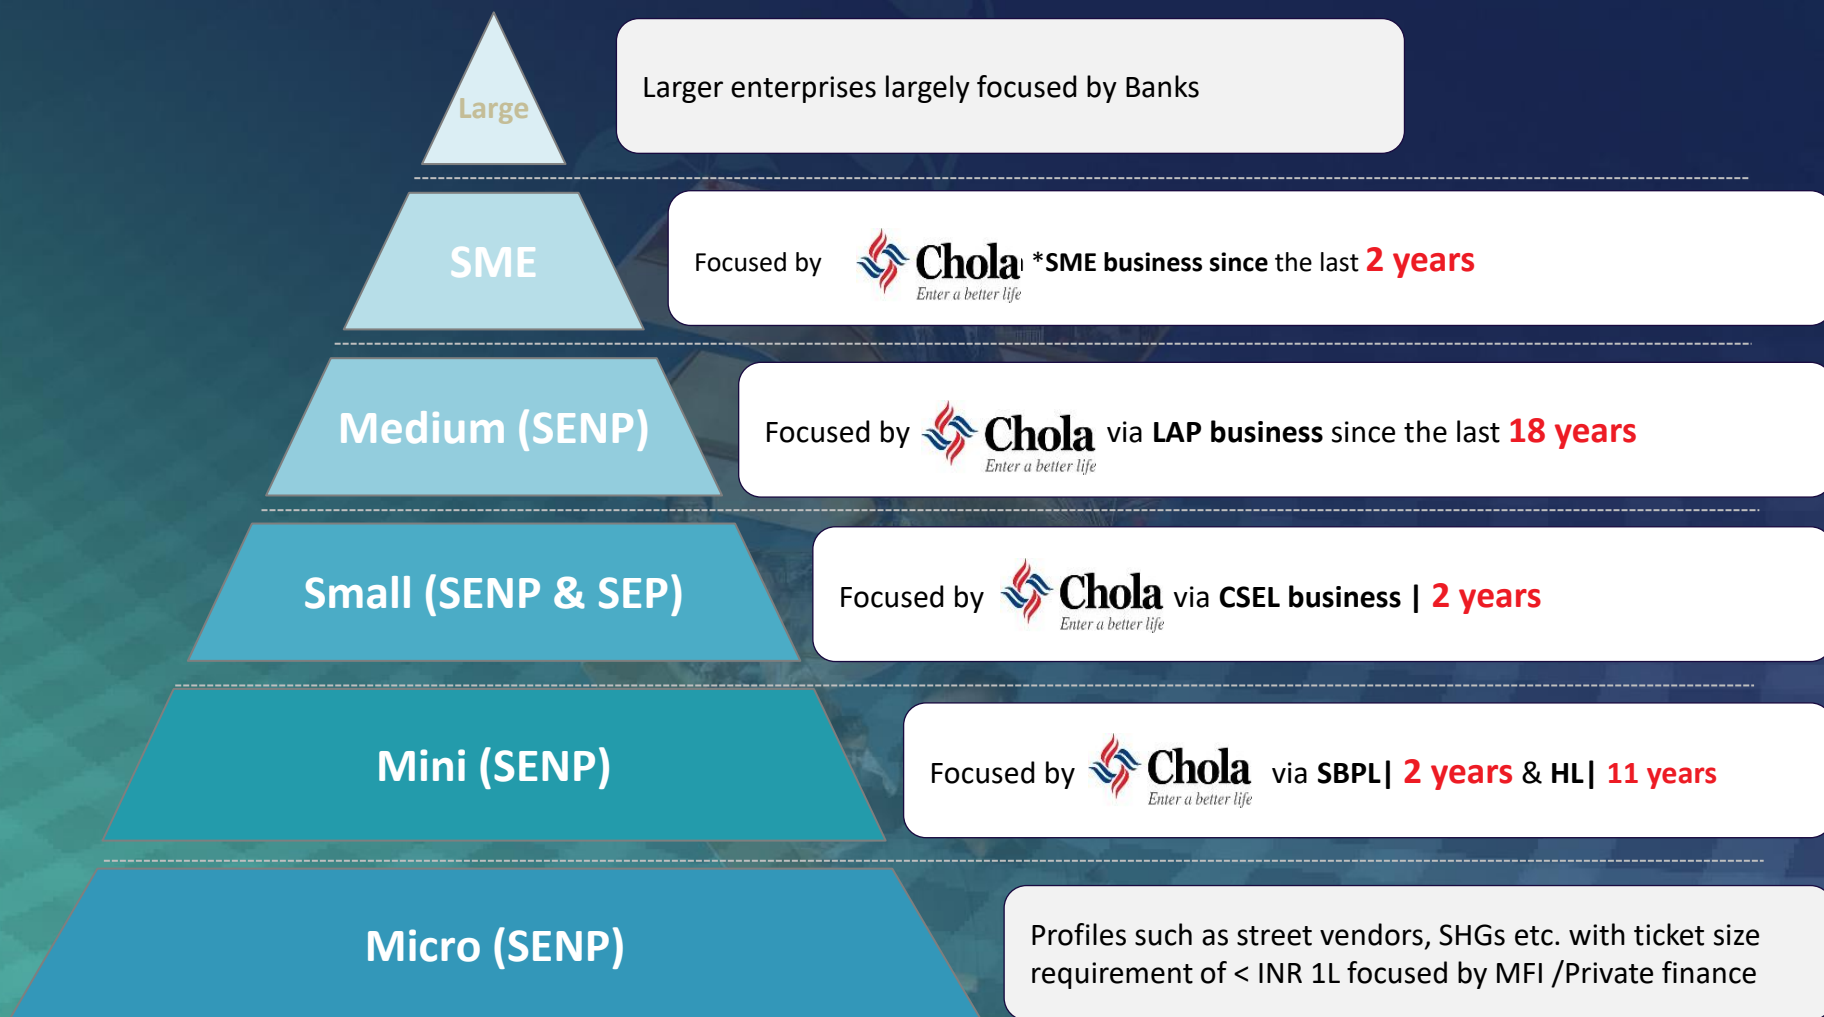 Large
Larger enterprises largely focused by Banks
SME
Focused by Chola *SME business since the last 2 years
Enter a better life
Medium (SENP)
Focused by Chola via LAP business since the last 18 years
Enter a better life
Small (SENP & SEP)
Focused by Chola via CSEL business | 2 years
Enter a better life
Mini (SENP)
Focused by Chola via SBPL| 2 years & HL| 11 years
Enter a better life
Micro (SENP)
Profiles such as street vendors, SHGs etc. with ticket size
requirement of < INR 1L focused by MFI /Private finance